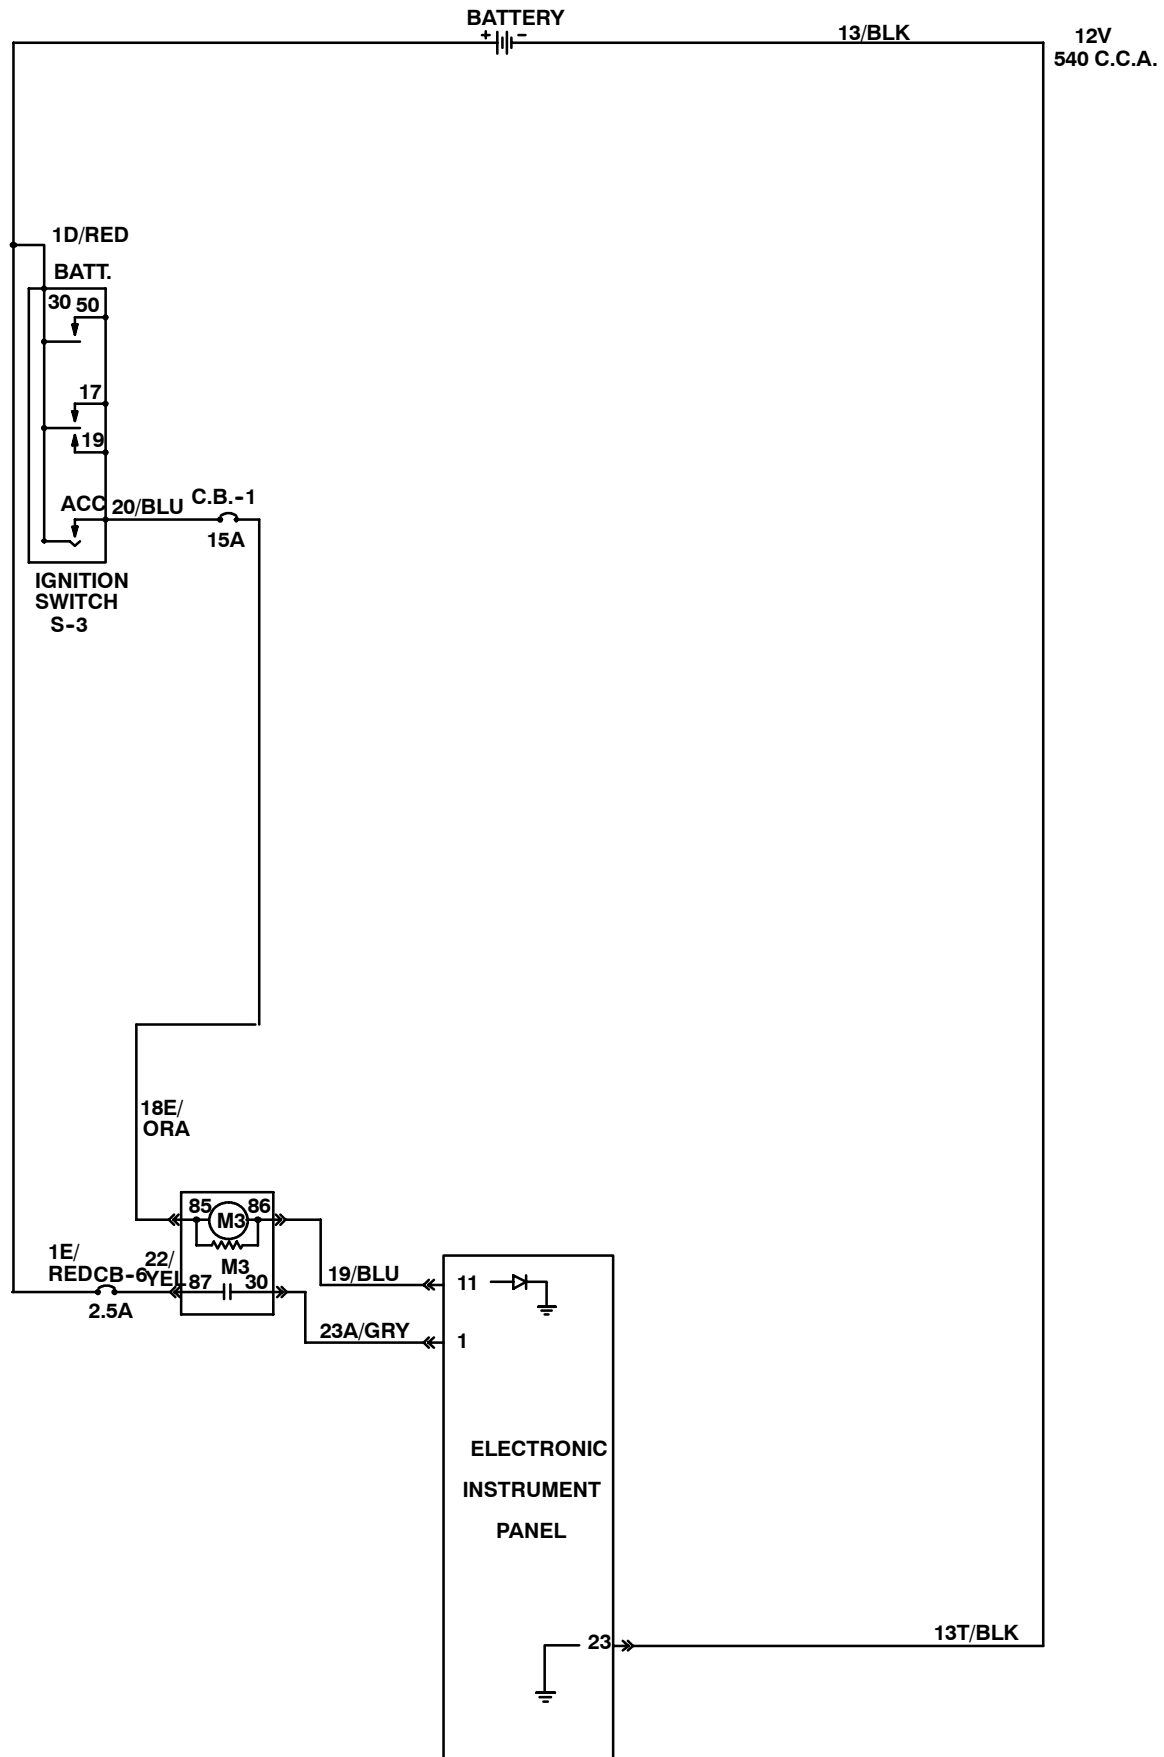 BATTERY
+ -
13/BLK
12V
540 C.C.A.
1D/RED
BATT.
30 50
17
19
ACC
20/BLU
C.B.-1
15A
IGNITION
SWITCH
S-3
18E/
ORA
85
86
M3
1E/
RED
CB-6
2.5A
22/
YEL
M3
87
30
19/BLU
11
23A/GRY
1
ELECTRONIC
INSTRUMENT
PANEL
23
13T/BLK